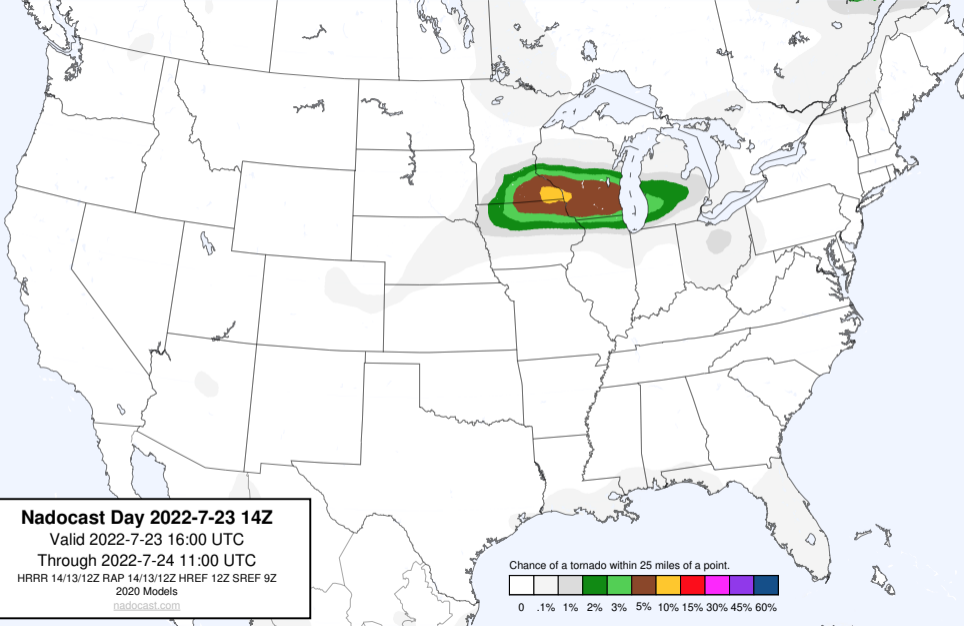 Nadocast Day 2022-7-23 14Z
Valid 2022-7-23 16:00 UTC
Through 2022-7-24 11:00 UTC
HRRR 14/13/12Z RAP 14/13/12Z HREF 12Z SREF 9Z
2020 Models
nadocast.com
Chance of a tornado within 25 miles of a point.
0 .1% 1% 2% 3% 5% 10% 15% 30% 45% 60%